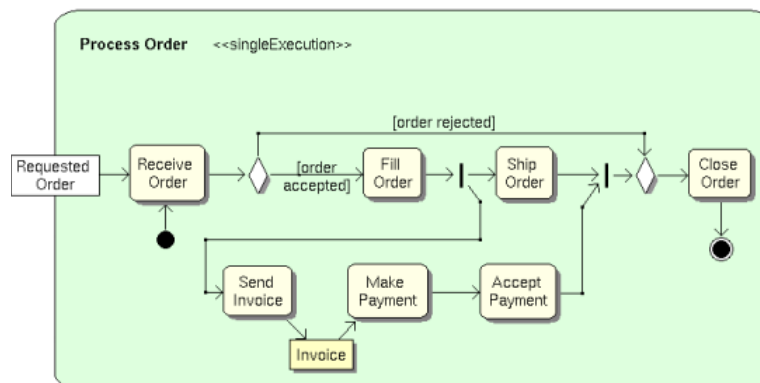 Process Order <<singleExecution>>
[order rejected]
Requested
Order
Receive
Order
[order
accepted]
Fill
Order
Ship
Order
Close
Order
Send
Invoice
Make
Payment
Accept
Payment
Invoice